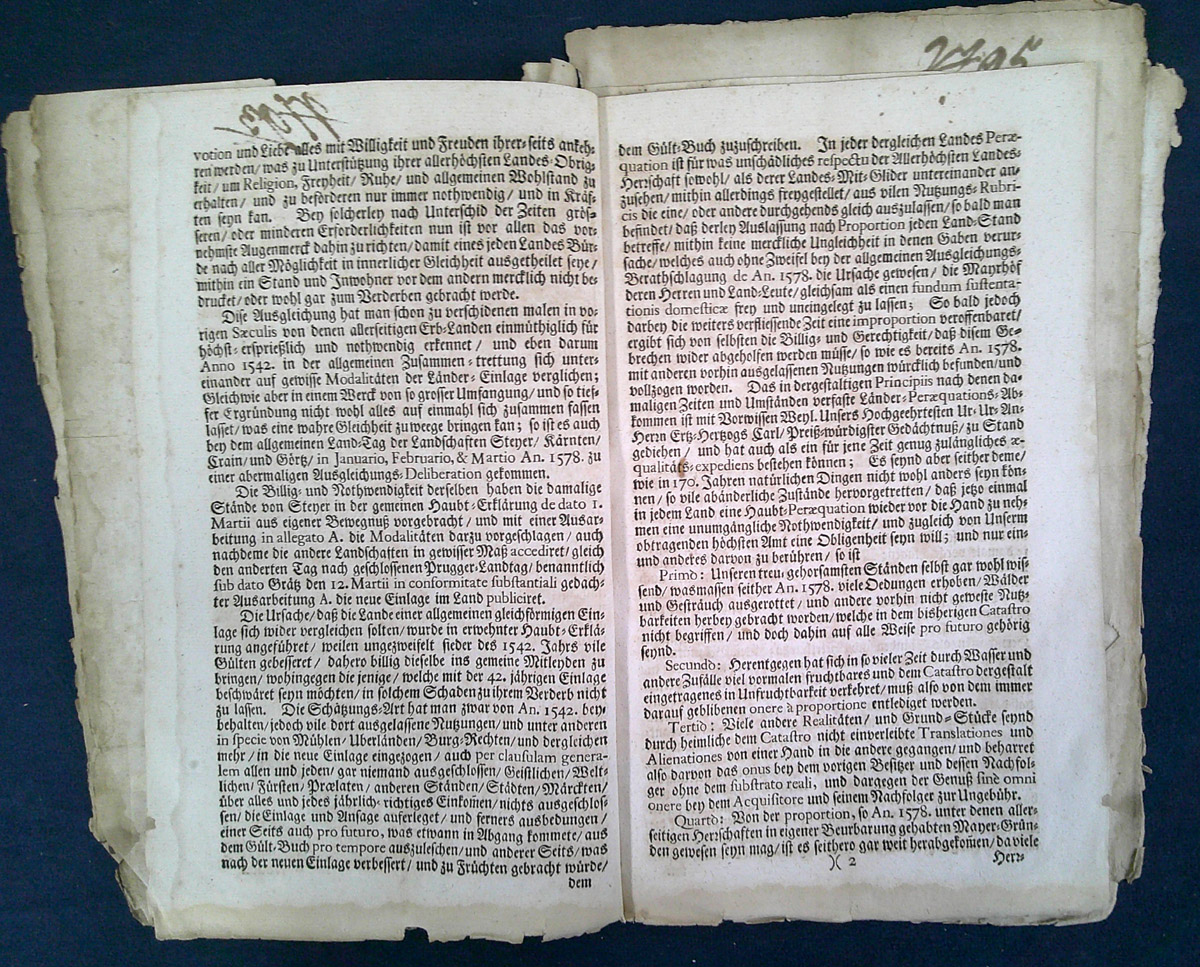 votion und Liebe alles mit Willigkeit und Freuden ihrer-seits ankeh-
ren werden/ was zu Unterstützung ihrer allerhöchsten Landes-Obrig-
keit/ um Religion, Freyheit/ Ruhe/ und allgemeinen Wohlstand zu
erhalten/ und zu befördern nur immer nothwendig/ und in Kräf-
ten seyn kan. Bey solcherley nach Unterschid der Zeiten grös-
seren/ oder minderen Erforderlichkeiten nun ist vor allen das vor-
nehmste Augenmerck dahin zu richten/ damit eines jeden Landes Bür-
de nach aller Möglichkeit in innerlicher Gleichheit ausgetheilet seye/
mithin ein Stand und Inwohner vor dem andern mercklich nicht be-
drucket/ oder wohl gar zum Verderben gebracht werde.
Dise Ausgleichung hat man schon zu verschidenen malen in vo-
rigen Sæculis von denen allerseitigen Erb-Landen einmüthiglich für
höchst-ersprießlich und nothwendig erkennet/ und eben darum
Anno 1542. in der allgemeinen Zusammen-trettung sich unter-
einander auf gewisse Modalitäten der Länder-Einlage verglichen;
Gleichwie aber in einem Werck von so grosser Umfangung/ und so tief-
fer Ergründung nicht wohl alles auf einmahl sich zusammen fassen
lasset/ was eine wahre Gleichheit zuweege bringen kan; so ist es auch
bey dem allgemeinen Land-Tag der Landschaften Steyer/ Kärnten/
Crain/ und Görtz/ in Januario, Februario, & Martio An. 1578. zu
einer abermaligen Ausgleichungs-Deliberation gekommen.
Die Billig- und Nothwendigkeit derselben haben die damalige
Stände von Steyer in der gemeinen Haubt-Erklärung de dato 1.
Martii aus eigener Bewegnuß vorgebracht/ und mit einer Ausar-
beitung in allegato A. die Modalitäten darzu vorgeschlagen/ auch
nachdeme die andere Landschaften in gewisser Maß accediret/ gleich
den anderten Tag nach geschlossenen Prugger-Landtag/ benanntlich
sub dato Grätz den 12. Martii in conformitate substantiali gedach-
ter Ausarbeitung A. die neue Einlage im Land publiciret.
Die Ursache/ daß die Lande einer allgemein gleichförmigen Ein-
lage sich wider vergleichen solten/ wurde in erwehnter Haubt-Erklä-
rung angeführet/ weilen ungezweifelt sieder des 1542. Jahrs vile
Gülten gebesseret/ dahero billig dieselbe ins gemeine Mitleyden zu
bringen/ wohingegen die jenige/ welche mit der 42. jährigen Einlage
beschwäret seyn möchten/ in solchem Schaden zu ihrem Verderb nicht
zu lassen. Die Schätzungs-Art hat man zwar von An. 1542. bey-
behalten/ jedoch vile dort ausgelassene Nutzungen/ und unter anderen
in specie von Mühlen/ Uberländen/ Burg-Rechten/ und dergleichen
mehr/ in die neue Einlage eingezogen/ auch per clausulam genera-
lem allen und jeden/ gar niemand ausgeschlossen/ Geistlichen/ Welt-
lichen/ Fürsten/ Prælaten/ anderen Ständen/ Städten/ Märckten/
über alles und jedes jährlich-richtiges Einkom̃en/ nichts ausgeschlos-
sen/ die Einlage und Ansage auferleget/ und ferners ausbedungen/
einer Seits auch pro futuro, was etwann in Abgang kommete/ aus
dem Gült-Buch pro tempore auszuleschen/ und anderer Seits/ was
nach der neuen Einlage verbessert/ und zu Früchten gebracht würde/
dem
dem Gült-Buch zuzuschreiben. In jeder dergleichen Landes Peræ-
quation ist für was unschädliches respectu der Allerhöchsten Landes-
Herrschaft sowohl/ als derer Landes-Mit-Glider untereinander an-
zusehen/ mithin allerdings freygestellet/ aus vilen Nutzungs-Rubri-
cis die eine/ oder andere durchgehends gleich auszulassen/ so bald man
befindet/ daß derley Auslassung nach Proportion jeden Land-Stand
betreffe/ mithin keine merckliche Ungleichheit in denen Gaben verur-
sache/ welches auch ohne Zweifel bey der allgemeinen Ausgleichungs-
Berathschlagung de An. 1578. die Ursache gewesen/ die Mayrhöf
deren Herren und Land-Leute/ gleichsam als einen fundum sustenta-
tionis domesticæ frey und uneingelegt zu lassen; So bald jedoch
darbey die weiters verfliessende Zeit eine improportion veroffenbaret/
ergibt sich von selbsten die Billig- und Gerechtigkeit/ daß disem Ge-
brechen wider abgeholfen werden müsse/ so wie es bereits An. 1578.
mit anderen vorhin ausgelassenen Nutzungen würcklich befunden/ und
vollzogen worden. Das in dergestaltigen Principiis nach denen da-
maligen Zeiten und Umständen verfaste Länder-Peræquations-Ab-
kommen ist mit Vorwissen Weyl. Unsers Hochgeehrtesten Ur-Ur-An-
Herrn Ertz-Hertzogs Carl/ Preiß-würdigster Gedächtnuß/ zu Stand
gediehen/ und hat auch als ein für jene Zeit genug zulängliches æ-
qualitäts-expediens bestehen können; Es seynd aber seither deme/
wie in 170. Jahren natürlichen Dingen nicht wohl anders seyn kön-
nen/ so vile abänderliche Zustände hervorgetretten/ daß jetzo einmal
in jedem Land eine Haubt-Peræquation wieder vor die Hand zu neh-
men eine unumgängliche Nothwendigkeit/ und zugleich von Unserm
obtragenden höchsten Amt eine Obligenheit seyn will; und nur ein-
und anderes darvon zu berühren/ so ist
Primò: Unseren treu-gehorsamsten Ständen selbst gar wohl wis-
send/ wasmassen seither An. 1578. viele Oedungen erhoben/ Wälder
und Gesträuch ausgerottet/ und andere vorhin nicht geweste Nutz-
barkeiten herbey gebracht worden/ welche in dem bisherigen Catastro
nicht begriffen/ und doch dahin auf alle Weise pro futuro gehörig
seynd.
Secundò: Herentgegen hat sich in so vieler Zeit durch Wasser und
andere Zufälle viel vormalen fruchtbares und dem Catastro dergestalt
eingetragenes in Unfruchtbarkeit verkehret/ muß also von dem immer
darauf geblibenen onere à proportione entlediget werden.
Tertiò: Viele andere Realitäten/ und Grund-Stücke seynd
durch heimliche dem Catastro nicht einverleibte Translationes und
Alienationes von einer Hand in die andere gegangen/ und beharret
also darvon das onus bey dem vorigen Besitzer und dessen Nachfol-
ger ohne dem substrato reali, und dargegen der Genuß sine omni
onere bey dem Acquisitore und seinem Nachfolger zur Ungebühr.
Quartò: Von der proportion, so An. 1578. unter denen aller-
seitigen Herrschaften in eigener Beurbarung gehabten Mayer-Grün-
den gewesen seyn mag/ ist es seithero gar weit herabgekom̃en/ da viele
)( 2 Herr-